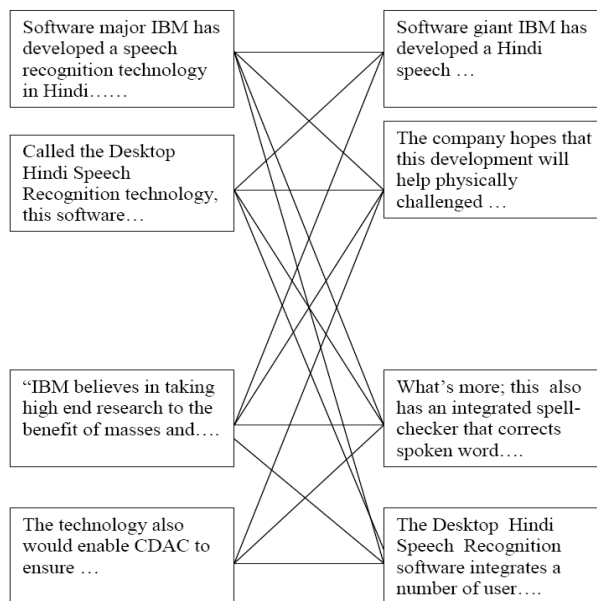 Software major IBM has
developed a speech
recognition technology
in Hindi……
Software giant IBM has
developed a Hindi
speech …
Called the Desktop
Hindi Speech
Recognition technology,
this software…
The company hopes that
this development will
help physically
challenged …
“IBM believes in taking
high end research to the
benefit of masses and….
What’s more; this also
has an integrated spell-
checker that corrects
spoken word….
The technology also
would enable CDAC to
ensure …
The Desktop Hindi
Speech Recognition
software integrates a
number of user….